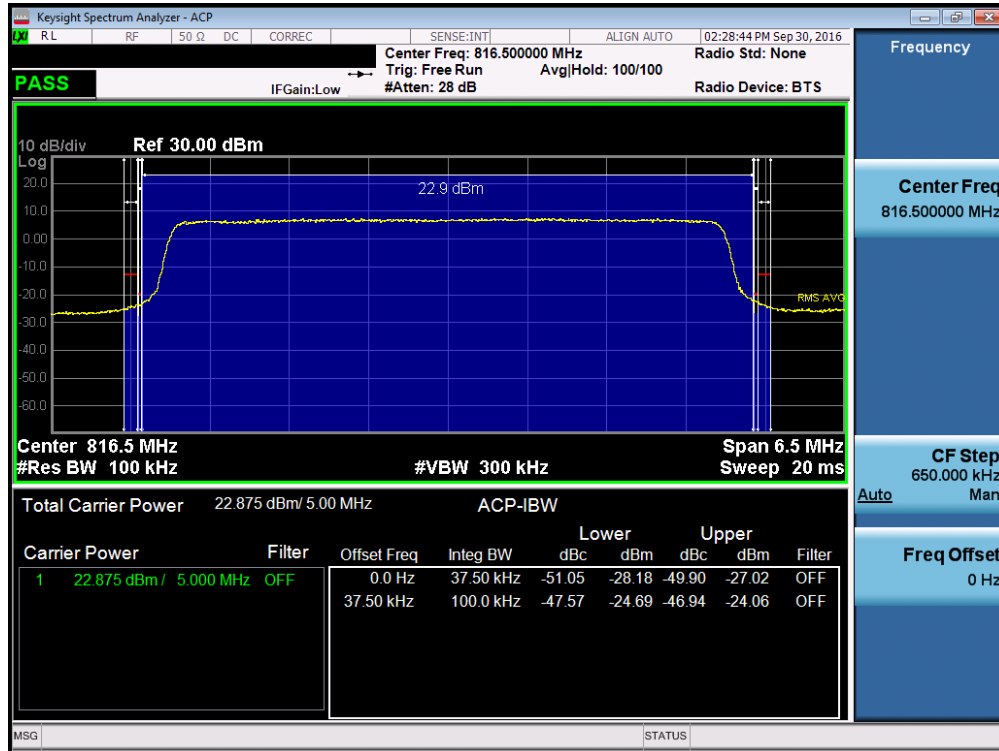 Keysight Spectrum Analyzer - ACP
LXI RL RF 50 Ω DC CORREC SENSE:INT ALIGN AUTO 02:28:44 PM Sep 30, 2016
Center Freq: 816.500000 MHz Radio Std: None
Trig: Free Run Avg|Hold: 100/100
PASS IFGain:Low #Atten: 28 dB Radio Device: BTS
Frequency
10 dB/div Ref 30.00 dBm
Log
20.0
22.9 dBm
10.0
0.00
-10.0
-20.0
RMS AVG
-30.0
-40.0
-50.0
-60.0
Center 816.5 MHz Span 6.5 MHz
#Res BW 100 kHz #VBW 300 kHz Sweep 20 ms
Center Freq
816.500000 MHz
CF Step
650.000 kHz
Auto Man
Freq Offset
0 Hz
Total Carrier Power 22.875 dBm/ 5.00 MHz ACP-IBW
Lower Upper
Carrier Power Filter Offset Freq Integ BW dBc dBm dBc dBm Filter
1 22.875 dBm / 5.000 MHz OFF 0.0 Hz 37.50 kHz -51.05 -28.18 -49.90 -27.02 OFF
37.50 kHz 100.0 kHz -47.57 -24.69 -46.94 -24.06 OFF
MSG STATUS